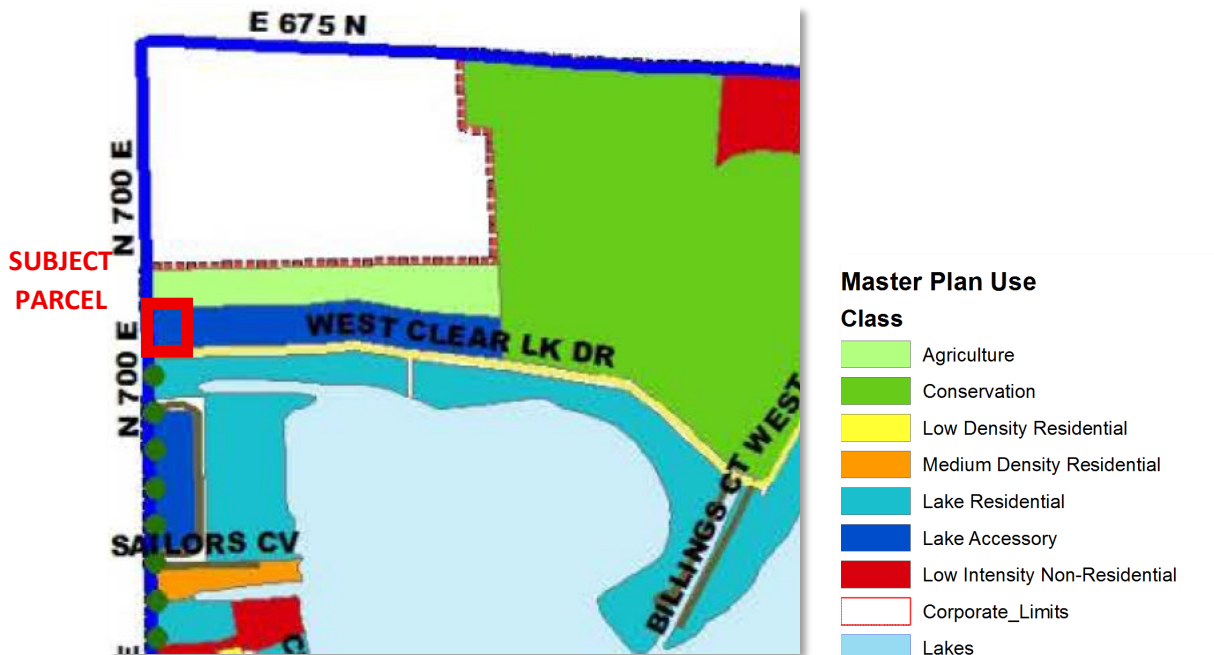 E 675 N
N 700 E
SUBJECT
PARCEL
N 700 E
WEST CLEAR LK DR
BILLINGS CT WEST
SAILORS CV
E
C
Master Plan Use
Class
Agriculture
Conservation
Low Density Residential
Medium Density Residential
Lake Residential
Lake Accessory
Low Intensity Non-Residential
Corporate_Limits
Lakes